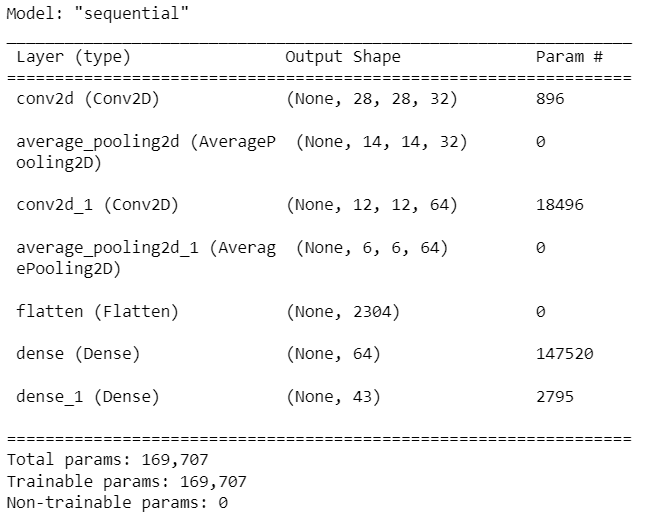 Model: "sequential"
_________________________________________________________________
Layer (type) Output Shape Param #
=================================================================
conv2d (Conv2D) (None, 28, 28, 32) 896
average_pooling2d (AverageP (None, 14, 14, 32) 0
ooling2D)
conv2d_1 (Conv2D) (None, 12, 12, 64) 18496
average_pooling2d_1 (Averag (None, 6, 6, 64) 0
ePooling2D)
flatten (Flatten) (None, 2304) 0
dense (Dense) (None, 64) 147520
dense_1 (Dense) (None, 43) 2795
=================================================================
Total params: 169,707
Trainable params: 169,707
Non-trainable params: 0